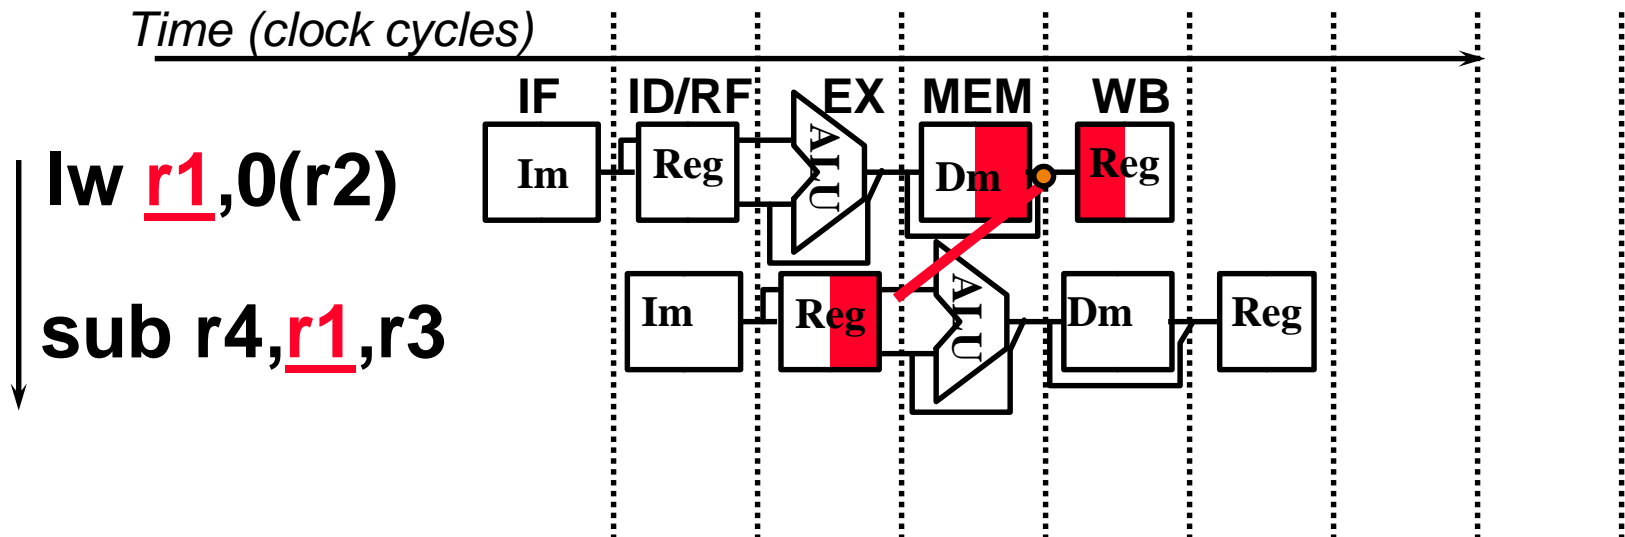 Time (clock cycles)
IF ID/RF EX MEM WB
lw r1,0(r2)
Im Reg ALU Dm Reg
sub r4,r1,r3
Im Reg ALU Dm Reg